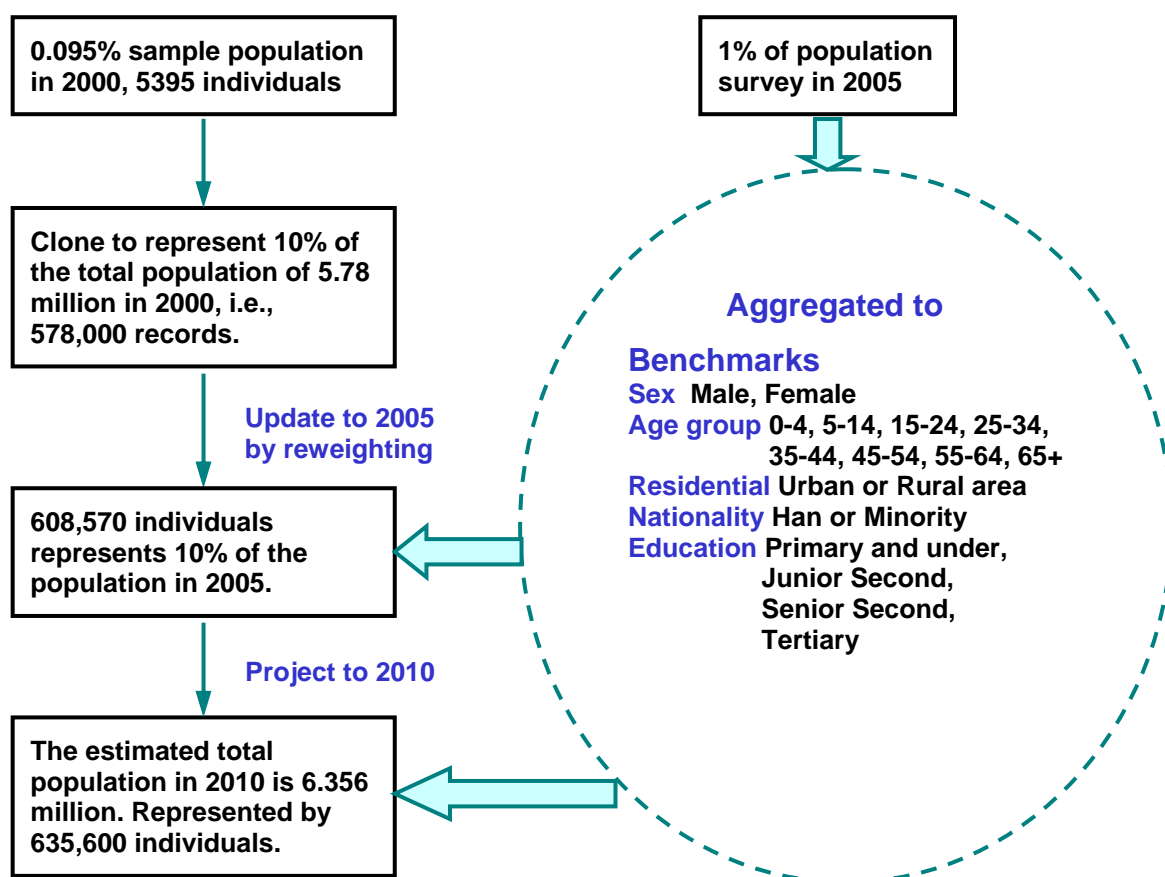 0.095% sample population
in 2000, 5395 individuals
1% of population
survey in 2005
Clone to represent 10% of
the total population of 5.78
million in 2000, i.e.,
578,000 records.
Update to 2005
by reweighting
608,570 individuals
represents 10% of the
population in 2005.
Project to 2010
The estimated total
population in 2010 is 6.356
million. Represented by
635,600 individuals.
Aggregated to
Benchmarks
Sex Male, Female
Age group 0-4, 5-14, 15-24, 25-34,
35-44, 45-54, 55-64, 65+
Residential Urban or Rural area
Nationality Han or Minority
Education Primary and under,
Junior Second,
Senior Second,
Tertiary